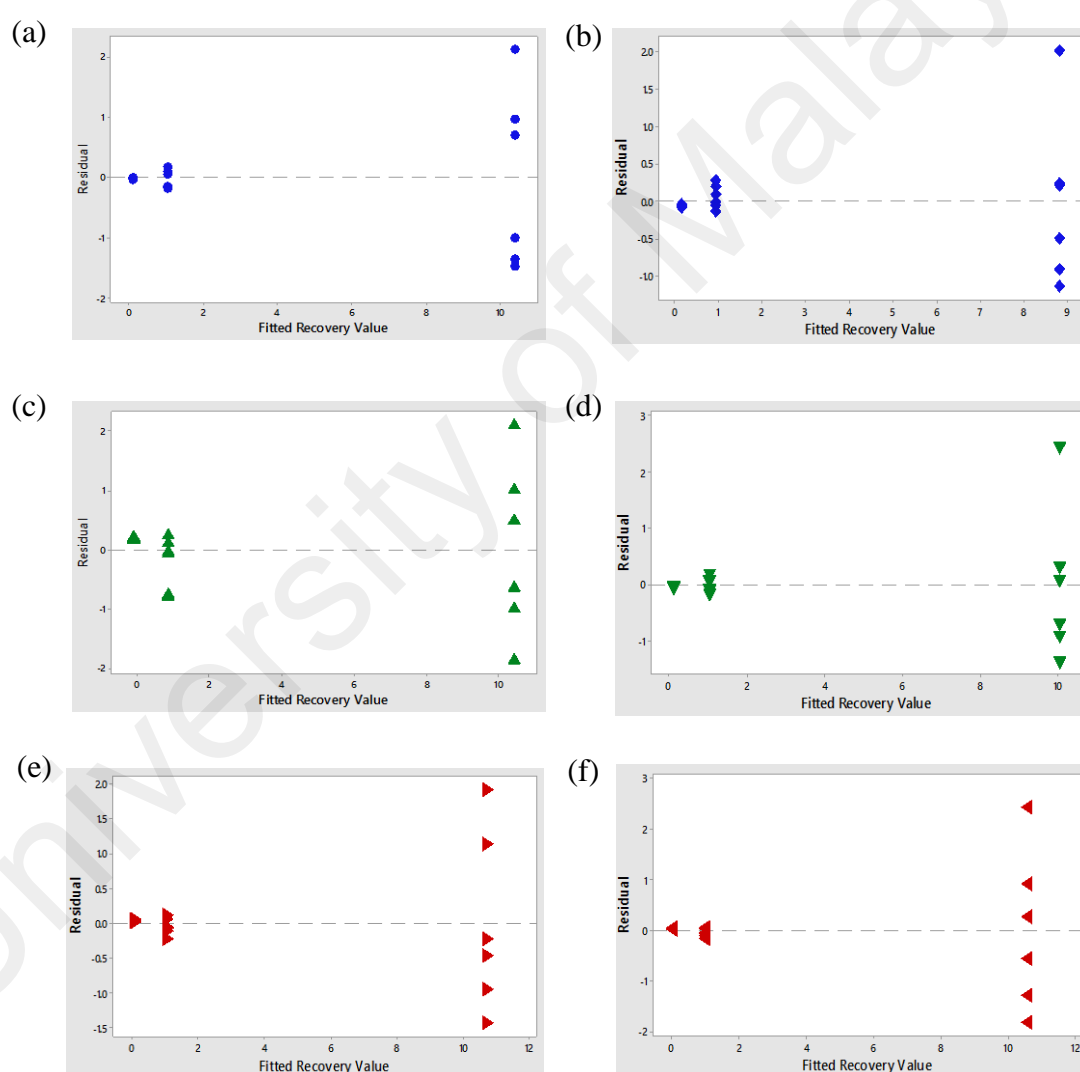 (a)
2
1
0
-1
-2
Residual
0 2 4 6 8 10
Fitted Recovery Value
(b)
2.0
1.5
1.0
0.5
0.0
-0.5
-1.0
Residual
0 1 2 3 4 5 6 7 8 9
Fitted Recovery Value
(c)
2
1
0
-1
-2
Residual
0 2 4 6 8 10
Fitted Recovery Value
(d)
3
2
1
0
-1
Residual
0 2 4 6 8 10
Fitted Recovery Value
(e)
2.0
1.5
1.0
0.5
0.0
-0.5
-1.0
-1.5
Residual
0 2 4 6 8 10 12
Fitted Recovery Value
(f)
3
2
1
0
-1
-2
Residual
0 2 4 6 8 10 12
Fitted Recovery Value
University of Malay